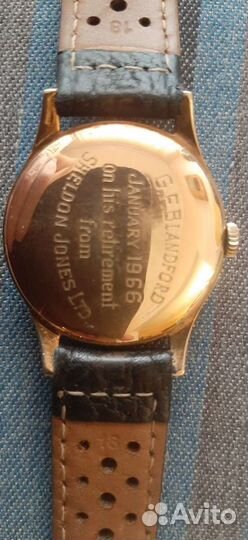 18
G.F. BLANDFORD
JANUARY 1966
on his retirement
from
SHELDON JONES LTD.
18
Avito